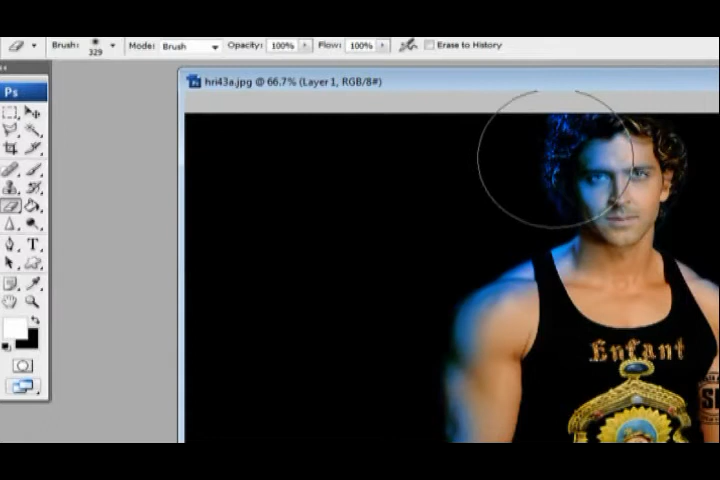 Brush: 329 Mode: Brush Opacity: 100% Flow: 100% Erase to History
Ps
hri43a.jpg @ 66.7% (Layer 1, RGB/8#)
T
Enfant